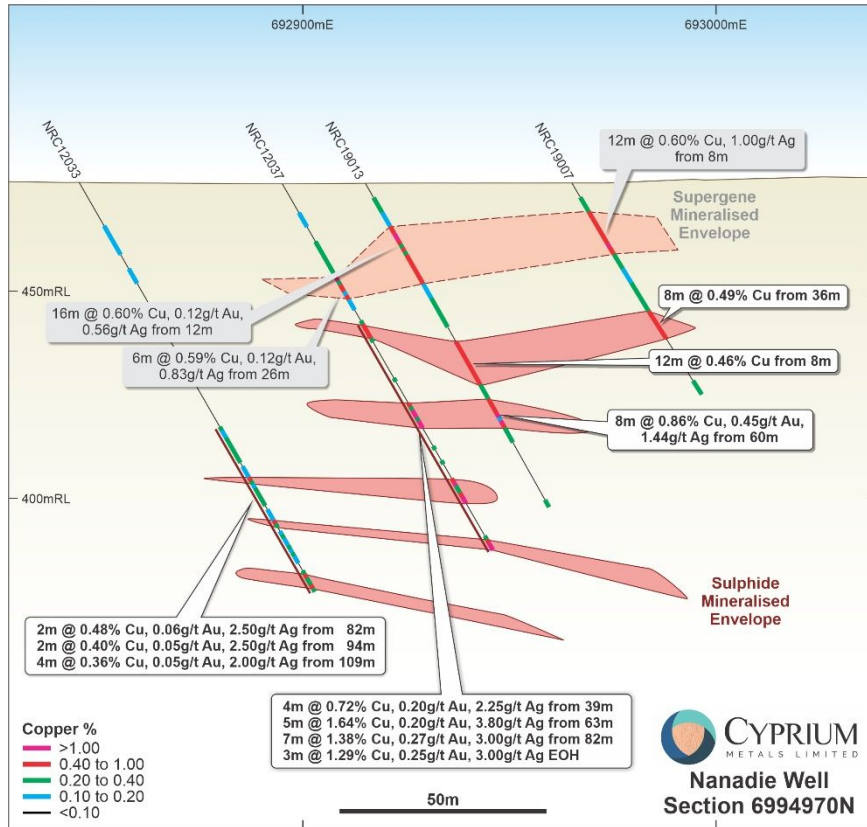 692900mE
693000mE
NRC12033
NRC12037
NRC19013
NRC19007
12m @ 0.60% Cu, 1.00g/t Ag
from 8m
Supergene
Mineralised
Envelope
450mRL
16m @ 0.60% Cu, 0.12g/t Au,
0.56g/t Ag from 12m
8m @ 0.49% Cu from 36m
6m @ 0.59% Cu, 0.12g/t Au,
0.83g/t Ag from 26m
12m @ 0.46% Cu from 8m
8m @ 0.86% Cu, 0.45g/t Au,
1.44g/t Ag from 60m
400mRL
Sulphide
Mineralised
Envelope
2m @ 0.48% Cu, 0.06g/t Au, 2.50g/t Ag from 82m
2m @ 0.40% Cu, 0.05g/t Au, 2.50g/t Ag from 94m
4m @ 0.36% Cu, 0.05g/t Au, 2.00g/t Ag from 109m
4m @ 0.72% Cu, 0.20g/t Au, 2.25g/t Ag from 39m
5m @ 1.64% Cu, 0.20g/t Au, 3.80g/t Ag from 63m
7m @ 1.38% Cu, 0.27g/t Au, 3.00g/t Ag from 82m
3m @ 1.29% Cu, 0.25g/t Au, 3.00g/t Ag EOH
Copper %
>1.00
0.40 to 1.00
0.20 to 0.40
0.10 to 0.20
<0.10
50m
CYPRIUM
METALS LIMITED
Nanadie Well
Section 6994970N